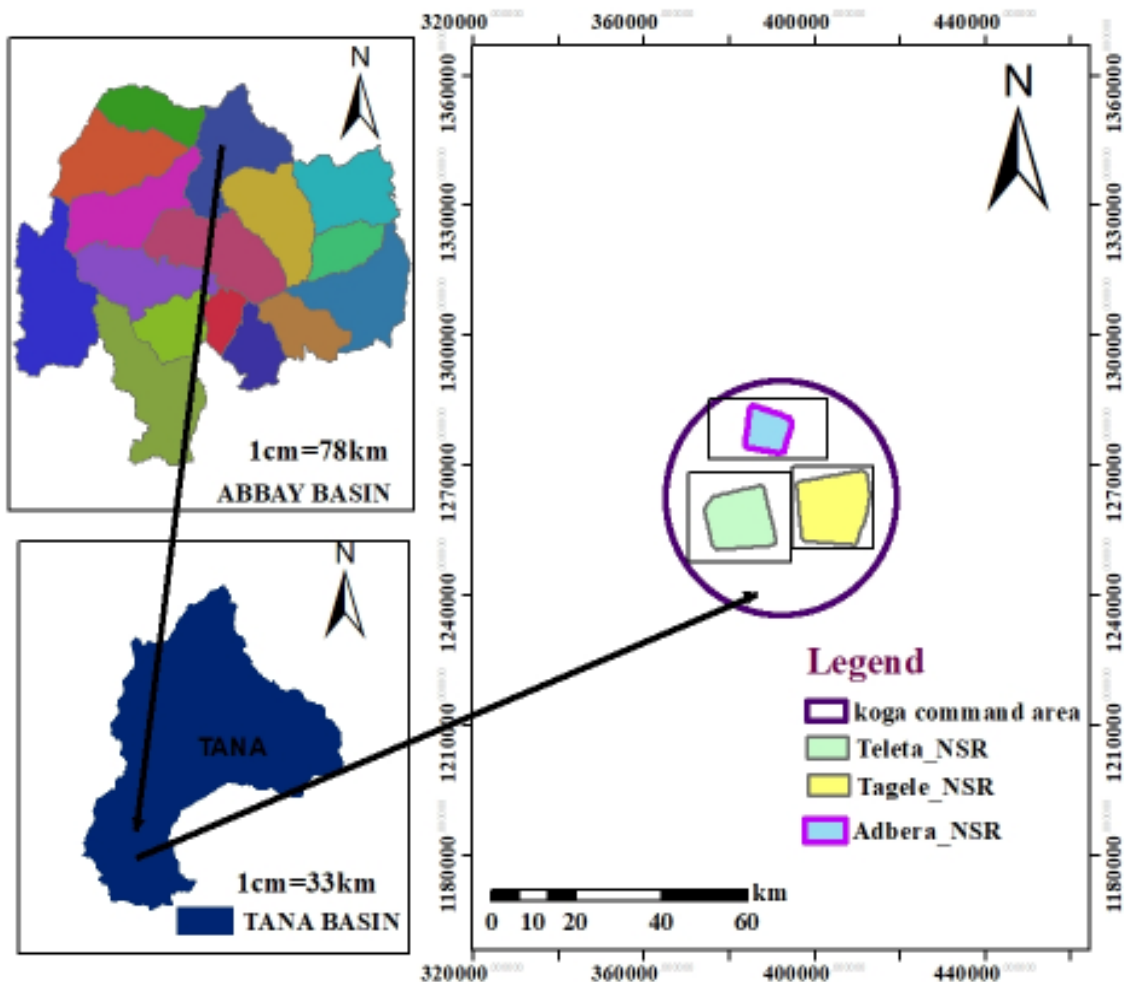 N
1cm=78km
ABBAY BASIN
N
TANA
1cm=33km
TANA BASIN
320000 360000 400000 440000
1360000
1330000
1300000
1270000
1240000
1210000
1180000
N
1360000
1330000
1300000
1270000
1240000
1210000
1180000
Legend
koga command area
Teleta_NSR
Tagele_NSR
Adbera_NSR
km
0 10 20 40 60
320000 360000 400000 440000